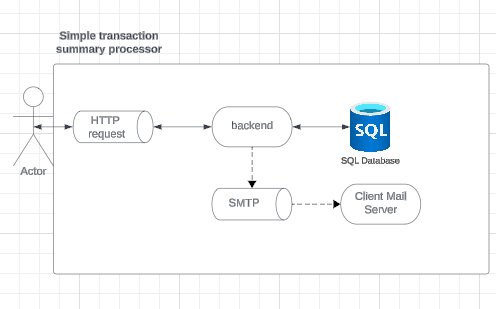 Simple transaction
summary processor
HTTP
request
backend
SQL
SQL Database
Actor
SMTP
Client Mail
Server